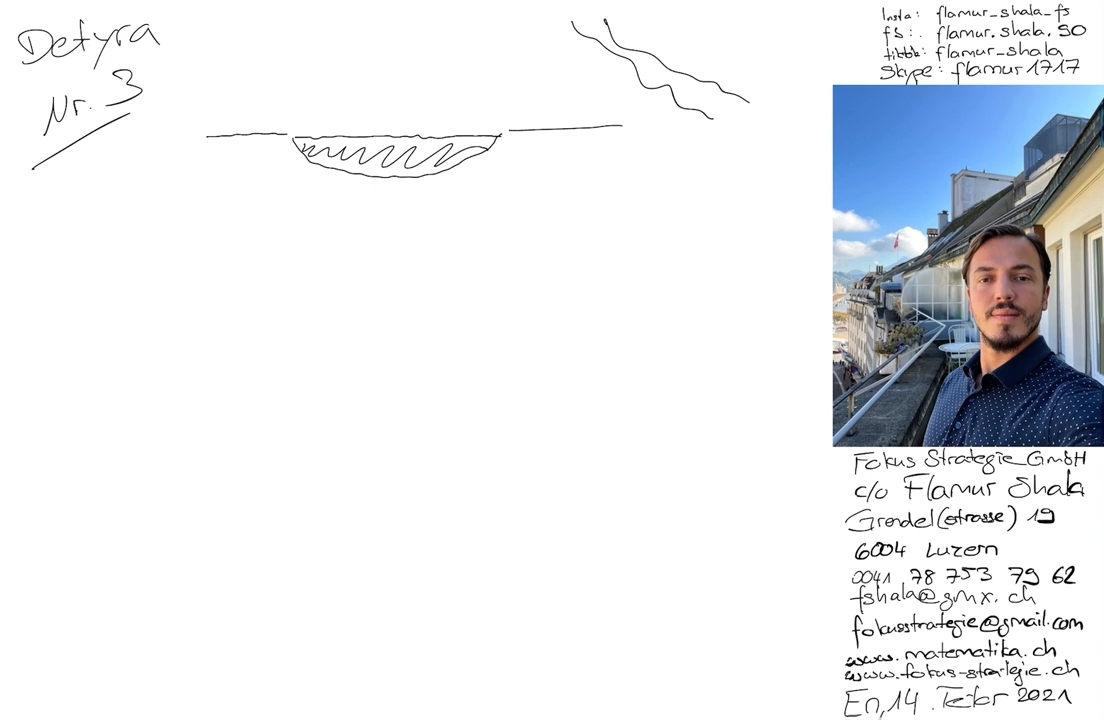 Detyra
Nr. 3
Insta: flamur_shala_fs
fs:. flamur.shala.90
tiktok: flamur_shala
Skype: flamur1717
Fokus Strategie GmbH
c/o Flamur Shala
Grendel(strasse) 19
6004 Luzern
0041 78 753 79 62
fshala@gmx.ch
fokusstrategie@gmail.com
www.matematika.ch
www.fokus-strategie.ch
En, 14. Tetor 2021